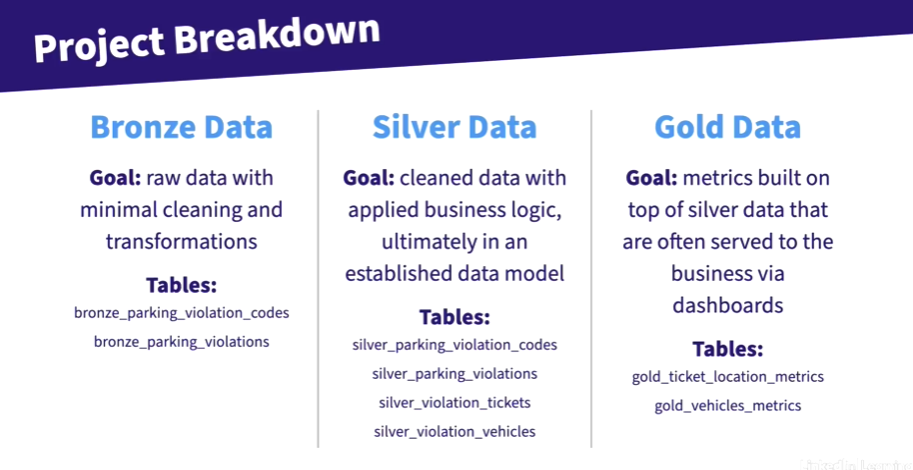 Project Breakdown
Bronze Data
Goal: raw data with
minimal cleaning and
transformations
Tables:
bronze_parking_violation_codes
bronze_parking_violations
Silver Data
Goal: cleaned data with
applied business logic,
ultimately in an
established data model
Tables:
silver_parking_violation_codes
silver_parking_violations
silver_violation_tickets
silver_violation_vehicles
Gold Data
Goal: metrics built on
top of silver data that
are often served to the
business via
dashboards
Tables:
gold_ticket_location_metrics
gold_vehicles_metrics
LinkedIn Learning